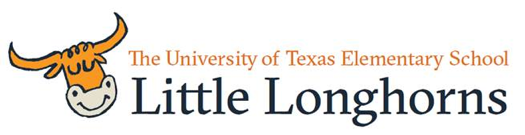 The University of Texas Elementary School
Little Longhorns